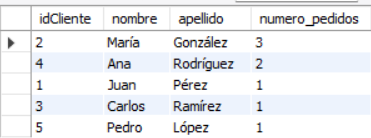 idCliente nombre apellido numero_pedidos
2 María González 3
4 Ana Rodríguez 2
1 Juan Pérez 1
3 Carlos Ramírez 1
5 Pedro López 1